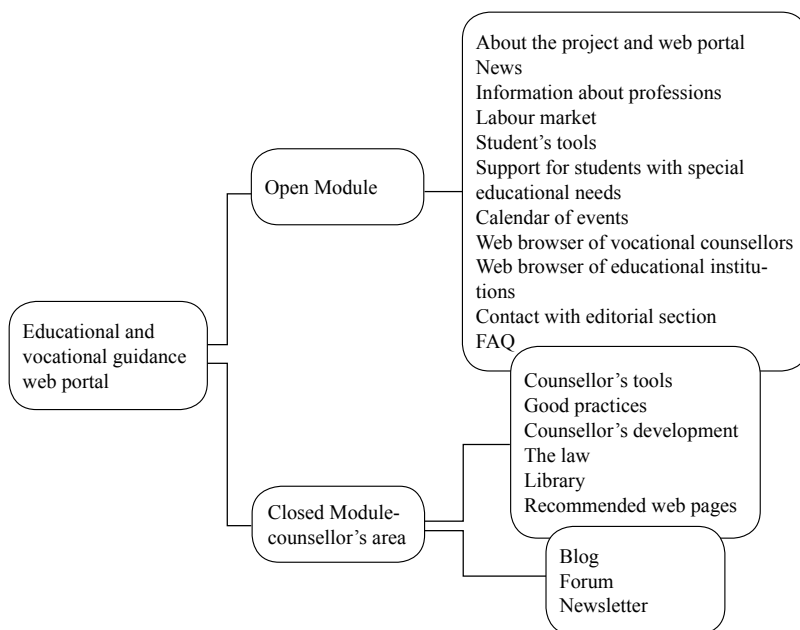 Educational and
vocational guidance
web portal
Open Module
About the project and web portal
News
Information about professions
Labour market
Student’s tools
Support for students with special
educational needs
Calendar of events
Web browser of vocational counsellors
Web browser of educational institu-
tions
Contact with editorial section
FAQ
Closed Module-
counsellor’s area
Counsellor’s tools
Good practices
Counsellor’s development
The law
Library
Recommended web pages
Blog
Forum
Newsletter